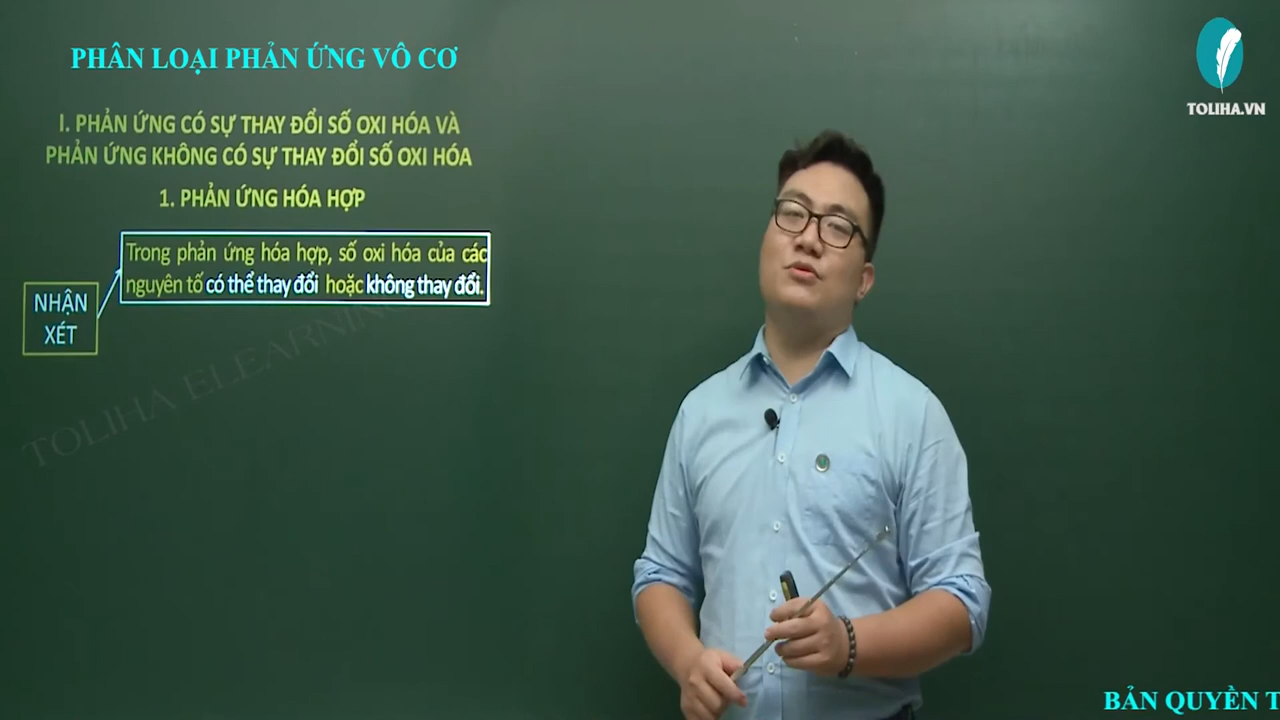 PHÂN LOẠI PHẢN ỨNG VÔ CƠ
TOLIHA.VN
I. PHẢN ỨNG CÓ SỰ THAY ĐỔI SỐ OXI HÓA VÀ
PHẢN ỨNG KHÔNG CÓ SỰ THAY ĐỔI SỐ OXI HÓA
1. PHẢN ỨNG HÓA HỢP
Trong phản ứng hóa hợp, số oxi hóa của các
nguyên tố có thể thay đổi hoặc không thay đổi.
NHẬN
XÉT
TOLIHA ELEARNING
BẢN QUYỀN T